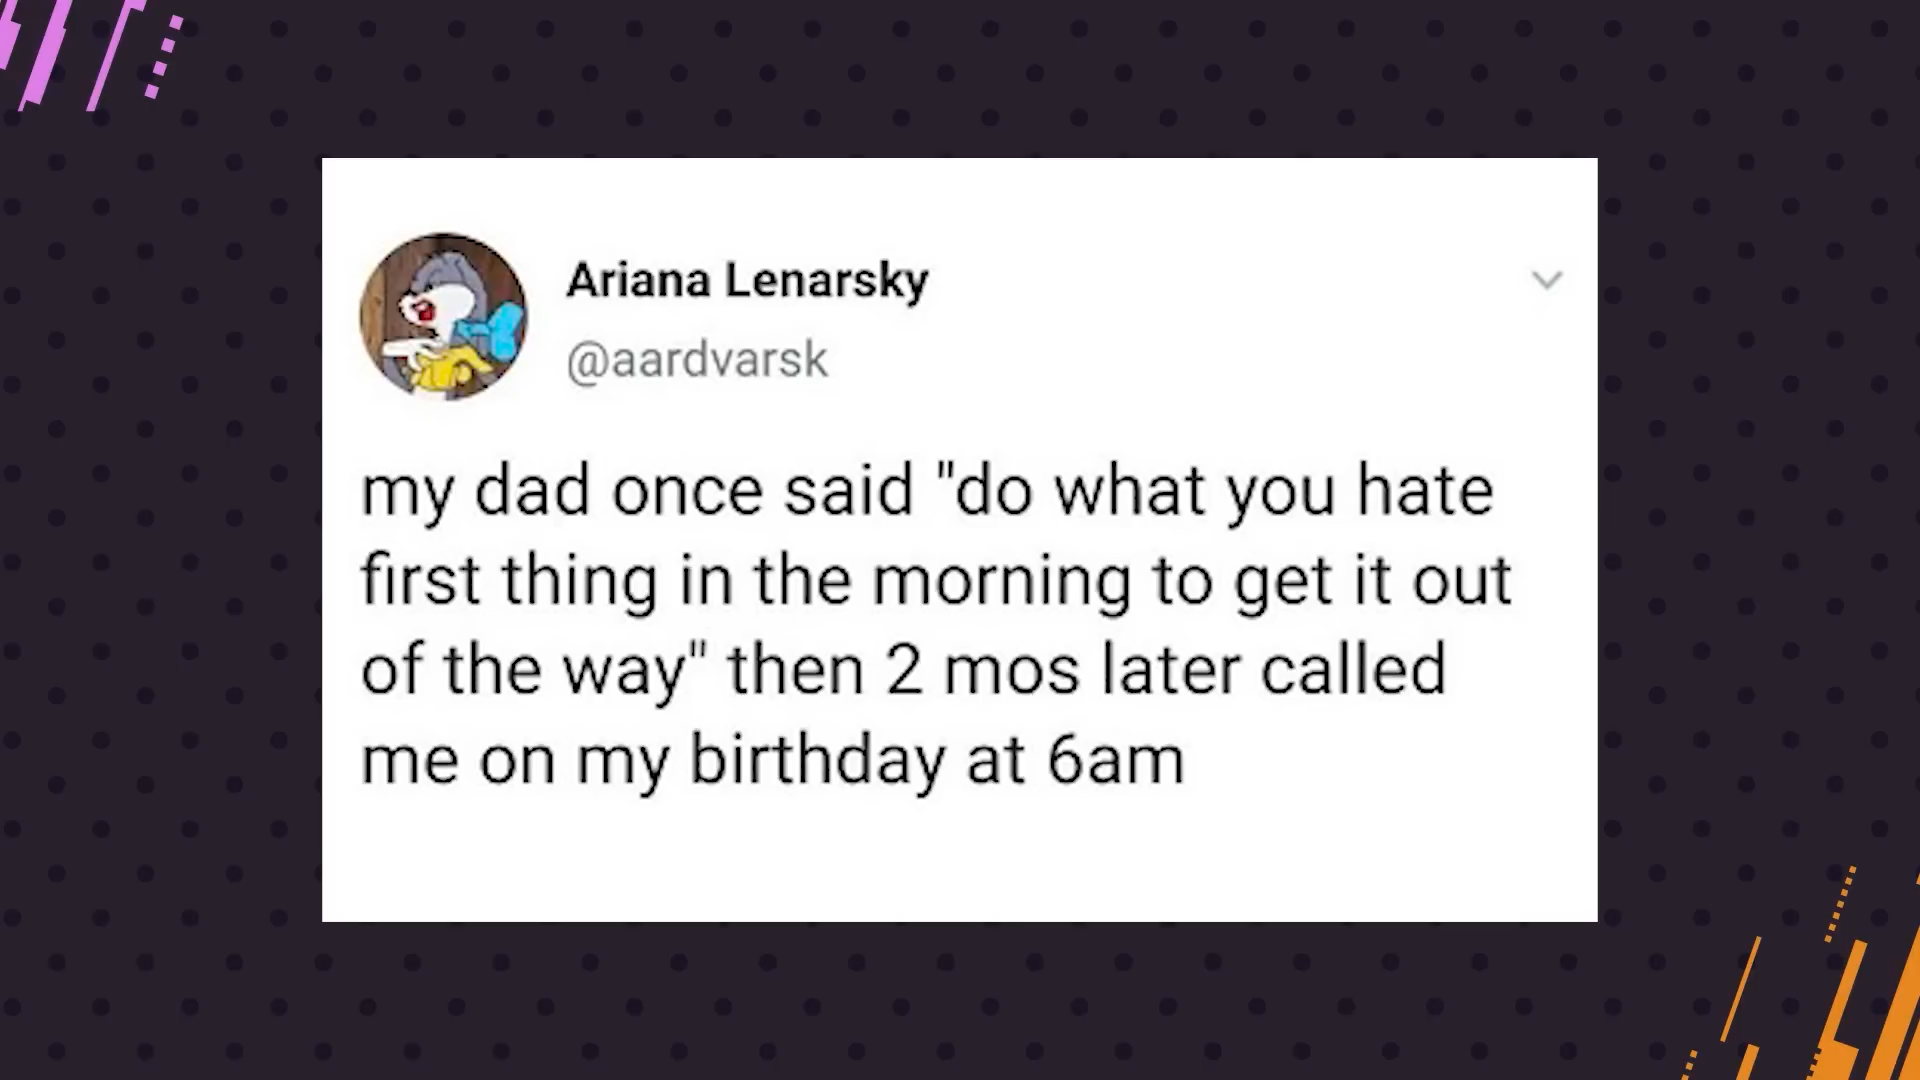 Ariana Lenarsky
@aardvarsk
my dad once said "do what you hate
first thing in the morning to get it out
of the way" then 2 mos later called
me on my birthday at 6am